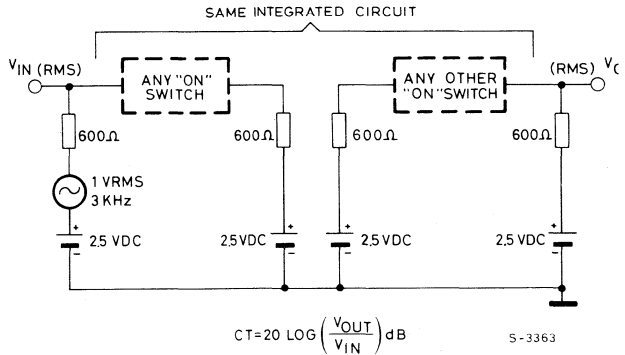 SAME INTEGRATED CIRCUIT
VIN (RMS)
ANY "ON"
SWITCH
ANY OTHER
"ON" SWITCH
(RMS) V
600Ω
600Ω
600Ω
600Ω
1 VRMS
3 KHz
+
+
+
+
2.5 VDC
2.5 VDC
2.5 VDC
2.5 VDC
-
-
-
-
CT=20 LOG (VOUT/VIN) dB
S-3363